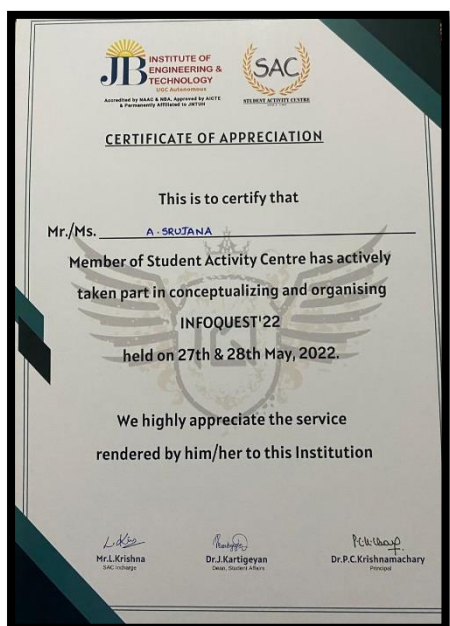 JB INSTITUTE OF
ENGINEERING &
TECHNOLOGY
UGC Autonomous
Accredited by NAAC & NBA, Approved by AICTE
& Permanently Affiliated to JNTUH
SAC
STUDENT ACTIVITY CENTRE
CERTIFICATE OF APPRECIATION
This is to certify that
Mr./Ms. A. SRUJANA
Member of Student Activity Centre has actively
taken part in conceptualizing and organising
INFOQUEST'22
held on 27th & 28th May, 2022.
We highly appreciate the service
rendered by him/her to this Institution
Mr.L.Krishna
SAC Incharge
Dr.J.Kartigeyan
Dean, Student Affairs
Dr.P.C.Krishnamachary
Principal